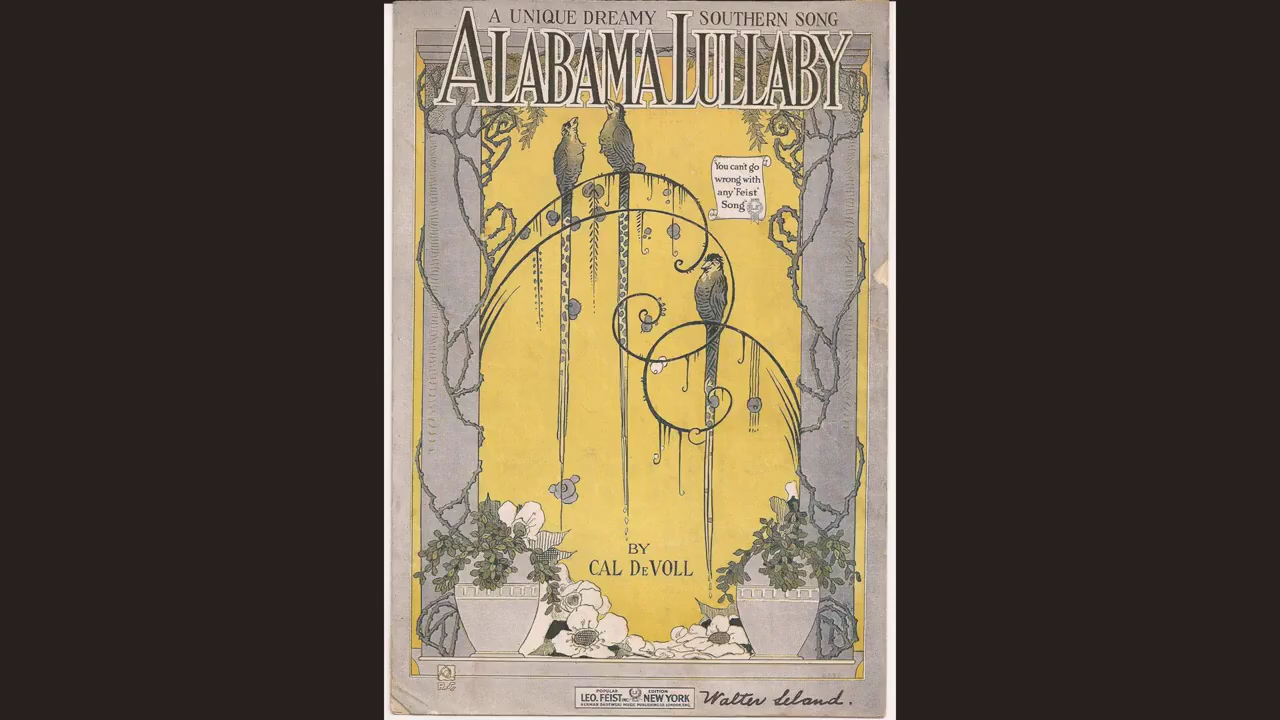 A UNIQUE DREAMY SOUTHERN SONG
ALABAMA LULLABY
You can't go
wrong with
any 'Feist'
Song
BY
CAL DeVOLL
POPULAR EDITION
LEO. FEIST INC. NEW YORK
Walter Leland.